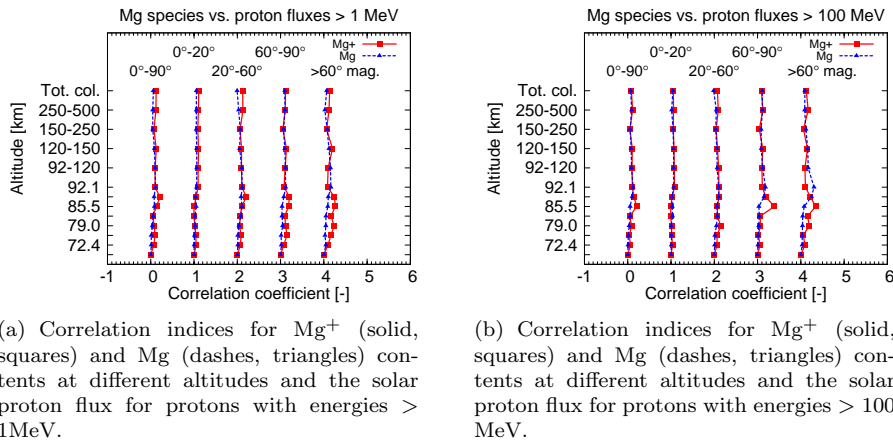 Mg species vs. proton fluxes > 1 MeV
Mg+
Mg
0°-20°
60°-90°
0°-90°
20°-60°
>60° mag.
Altitude [km]
Tot. col.
250-500
150-250
120-150
92-120
92.1
85.5
79.0
72.4
-1 0 1 2 3 4 5 6
Correlation coefficient [-]
(a) Correlation indices for Mg⁺ (solid,
squares) and Mg (dashes, triangles) con-
tents at different altitudes and the solar
proton flux for protons with energies >
1MeV.
Mg species vs. proton fluxes > 100 MeV
Mg+
Mg
0°-20°
60°-90°
0°-90°
20°-60°
>60° mag.
Altitude [km]
Tot. col.
250-500
150-250
120-150
92-120
92.1
85.5
79.0
72.4
-1 0 1 2 3 4 5 6
Correlation coefficient [-]
(b) Correlation indices for Mg⁺ (solid,
squares) and Mg (dashes, triangles) con-
tents at different altitudes and the solar
proton flux for protons with energies > 100
MeV.